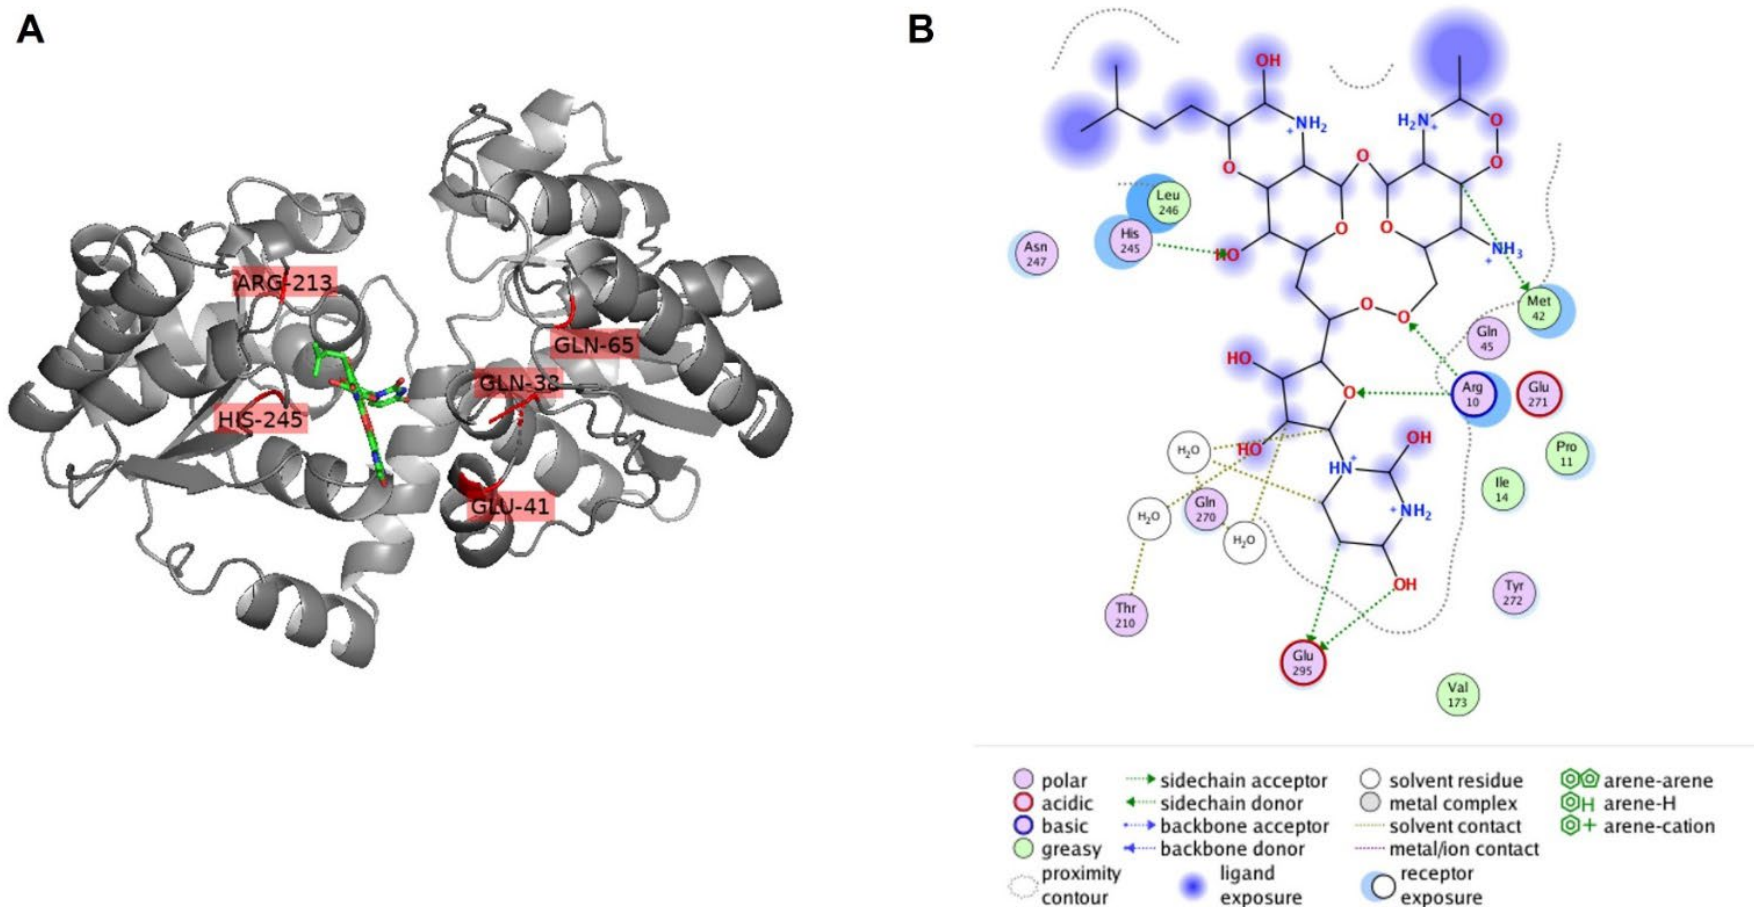 A
B
ARG-213
GLN-65
GLN-38
HIS-245
GLU-41
OH
NH2
+
H2N
+
O
O
O
O
Leu
246
His
245
Asn
247
O
O
HO
NH3
+
Met
42
O
O
Gln
45
HO
O
Arg
10
Glu
271
H2O
HO
HN
+
OH
Pro
11
Ile
14
H2O
Gln
270
H2O
+
NH2
OH
Thr
210
Tyr
272
Glu
295
Val
173
polar
sidechain acceptor
solvent residue
arene-arene
acidic
sidechain donor
metal complex
H
arene-H
basic
backbone acceptor
solvent contact
+
arene-cation
greasy
backbone donor
metal/ion contact
proximity
contour
ligand
exposure
receptor
exposure